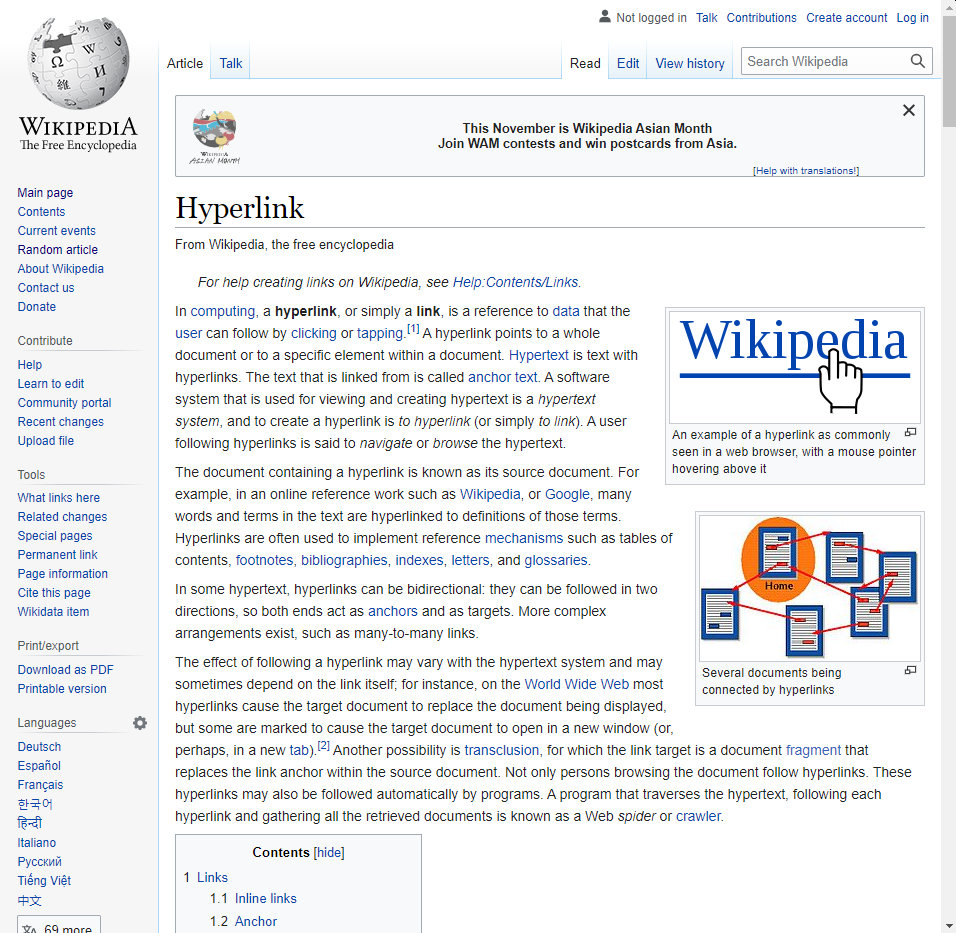 Not logged in Talk Contributions Create account Log in
Article Talk Read Edit View history Search Wikipedia
WIKIPEDIA
The Free Encyclopedia
Main page
Contents
Current events
Random article
About Wikipedia
Contact us
Donate
Contribute
Help
Learn to edit
Community portal
Recent changes
Upload file
Tools
What links here
Related changes
Special pages
Permanent link
Page information
Cite this page
Wikidata item
Print/export
Download as PDF
Printable version
Languages
Deutsch
Español
Français
한국어
हिन्दी
Italiano
Русский
Tiếng Việt
中文
69 more
WIKIPEDIA
ASIAN MONTH
This November is Wikipedia Asian Month
Join WAM contests and win postcards from Asia.
[Help with translations!]
Hyperlink
From Wikipedia, the free encyclopedia
For help creating links on Wikipedia, see Help:Contents/Links.
In computing, a hyperlink, or simply a link, is a reference to data that the
user can follow by clicking or tapping.[1] A hyperlink points to a whole
document or to a specific element within a document. Hypertext is text with
hyperlinks. The text that is linked from is called anchor text. A software
system that is used for viewing and creating hypertext is a hypertext
system, and to create a hyperlink is to hyperlink (or simply to link). A user
following hyperlinks is said to navigate or browse the hypertext.
Wikipedia
An example of a hyperlink as commonly
seen in a web browser, with a mouse pointer
hovering above it
The document containing a hyperlink is known as its source document. For
example, in an online reference work such as Wikipedia, or Google, many
words and terms in the text are hyperlinked to definitions of those terms.
Hyperlinks are often used to implement reference mechanisms such as tables of
contents, footnotes, bibliographies, indexes, letters, and glossaries.
Home
Several documents being
connected by hyperlinks
In some hypertext, hyperlinks can be bidirectional: they can be followed in two
directions, so both ends act as anchors and as targets. More complex
arrangements exist, such as many-to-many links.
The effect of following a hyperlink may vary with the hypertext system and may
sometimes depend on the link itself; for instance, on the World Wide Web most
hyperlinks cause the target document to replace the document being displayed,
but some are marked to cause the target document to open in a new window (or,
perhaps, in a new tab).[2] Another possibility is transclusion, for which the link target is a document fragment that
replaces the link anchor within the source document. Not only persons browsing the document follow hyperlinks. These
hyperlinks may also be followed automatically by programs. A program that traverses the hypertext, following each
hyperlink and gathering all the retrieved documents is known as a Web spider or crawler.
Contents [hide]
1 Links
1.1 Inline links
1.2 Anchor